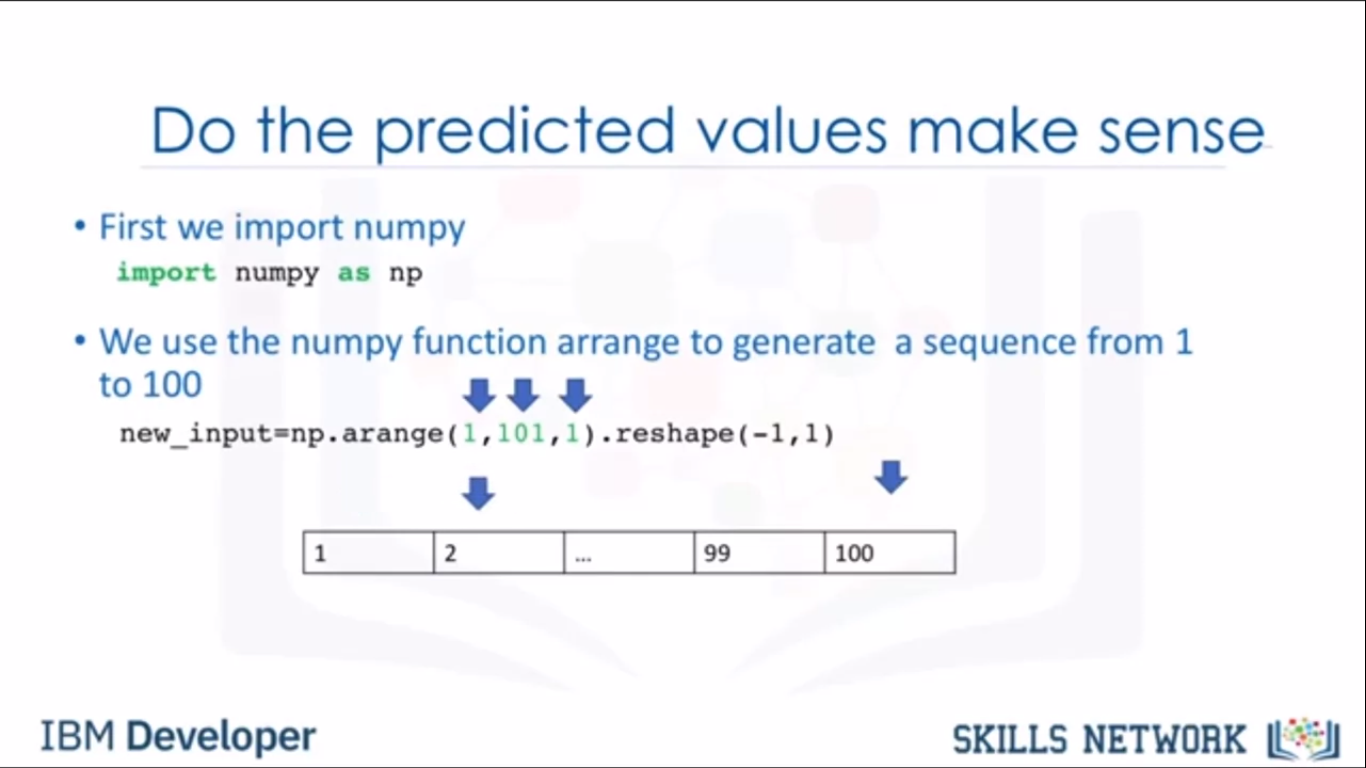 Do the predicted values make sense
• First we import numpy
import numpy as np
• We use the numpy function arrange to generate a sequence from 1
to 100
new_input=np.arange(1,101,1).reshape(-1,1)
1 2 ... 99 100
IBM Developer
SKILLS NETWORK